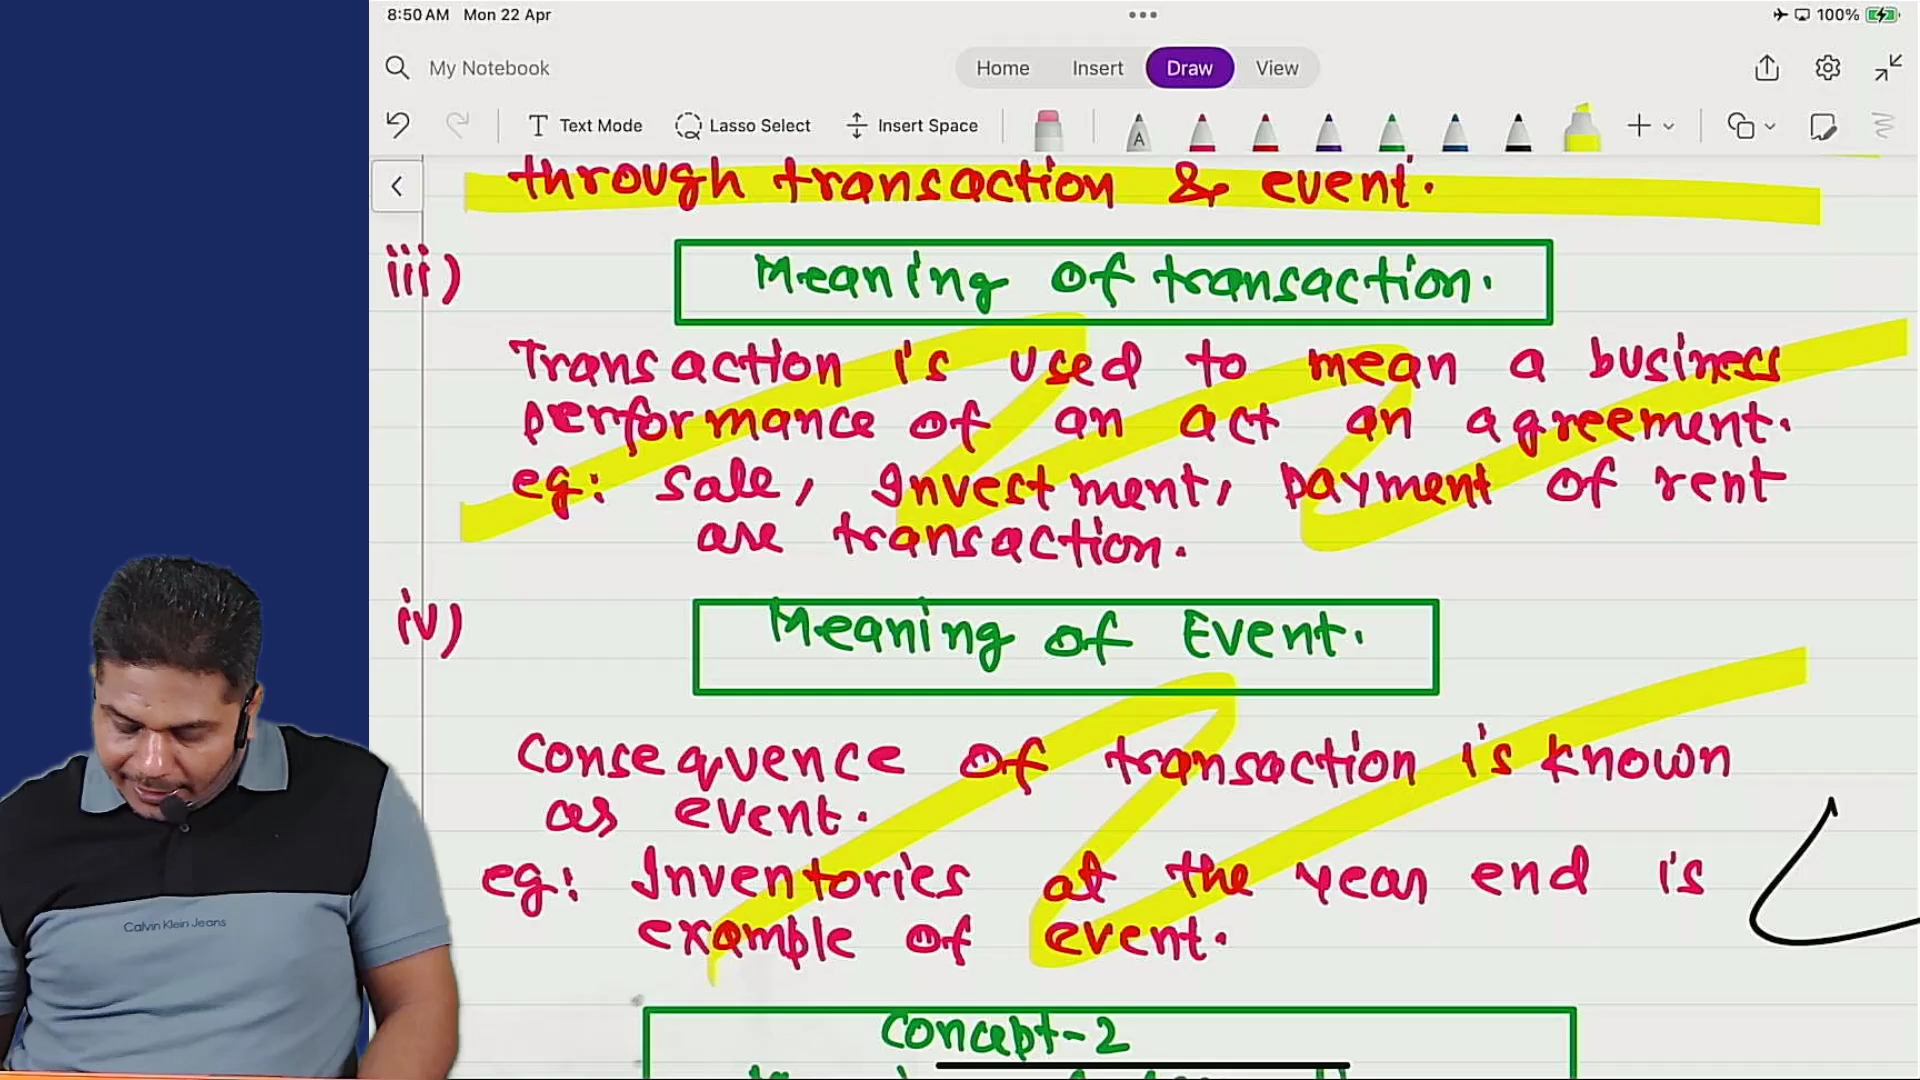 8:50 AM Mon 22 Apr
100%
My Notebook
Home Insert Draw View
Text Mode Lasso Select Insert Space
A
through transaction & event.
iii) Meaning of transaction.
Transaction is used to mean a business
performance of an act an agreement.
eg: Sale, Investment, payment of rent
are transaction.
iv) Meaning of Event.
Consequence of transaction is known
as event.
eg: Inventories at the year end is
example of event.
Concept-2
Calvin Klein Jeans